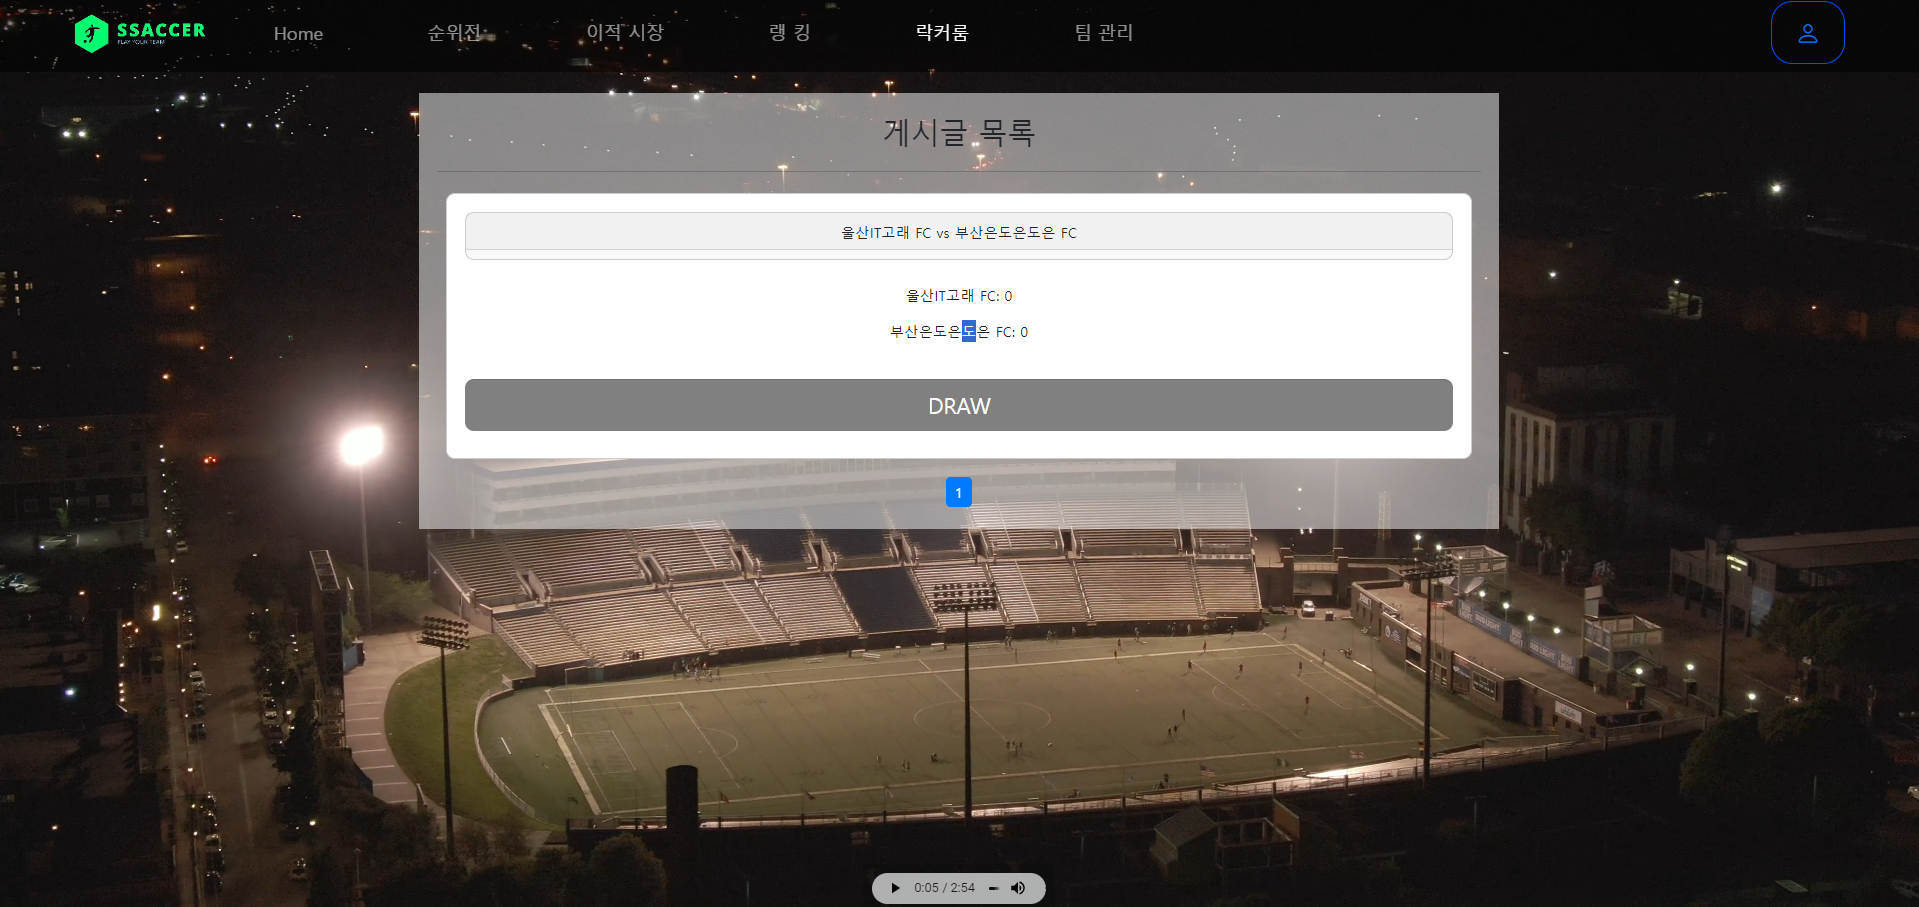 SSACCER
PLAY YOUR TEAM
Home
순위전
이적 시장
랭 킹
락커룸
팀 관리
게시글 목록
울산IT고래 FC vs 부산은도은도은 FC
울산IT고래 FC: 0
부산은도은도은 FC: 0
DRAW
1
0:05 / 2:54